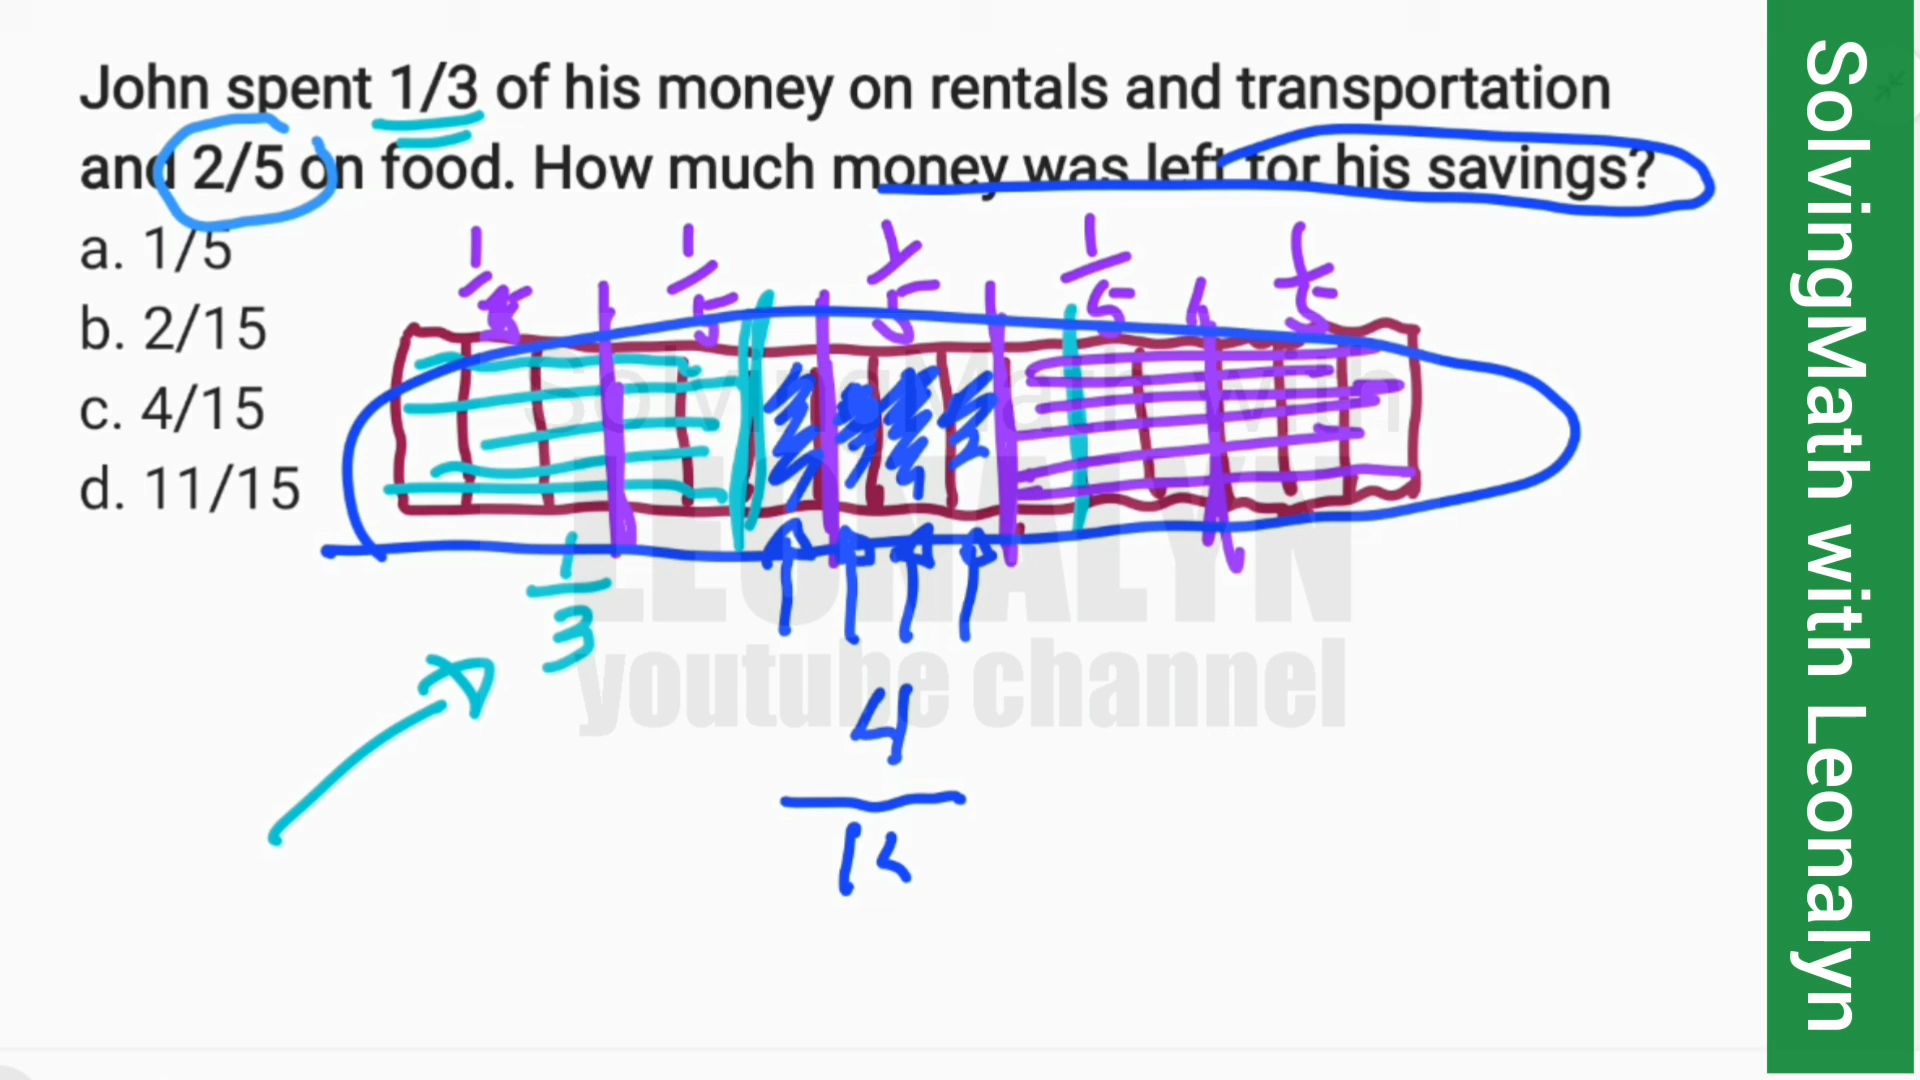 John spent 1/3 of his money on rentals and transportation
and 2/5 on food. How much money was left for his savings?
a. 1/5
b. 2/15
c. 4/15
d. 11/15
1/5 1/5 1/5 1/5
1/3
4/15
SolvingMath with
LEONALYN
youtube channel
SolvingMath with Leonalyn